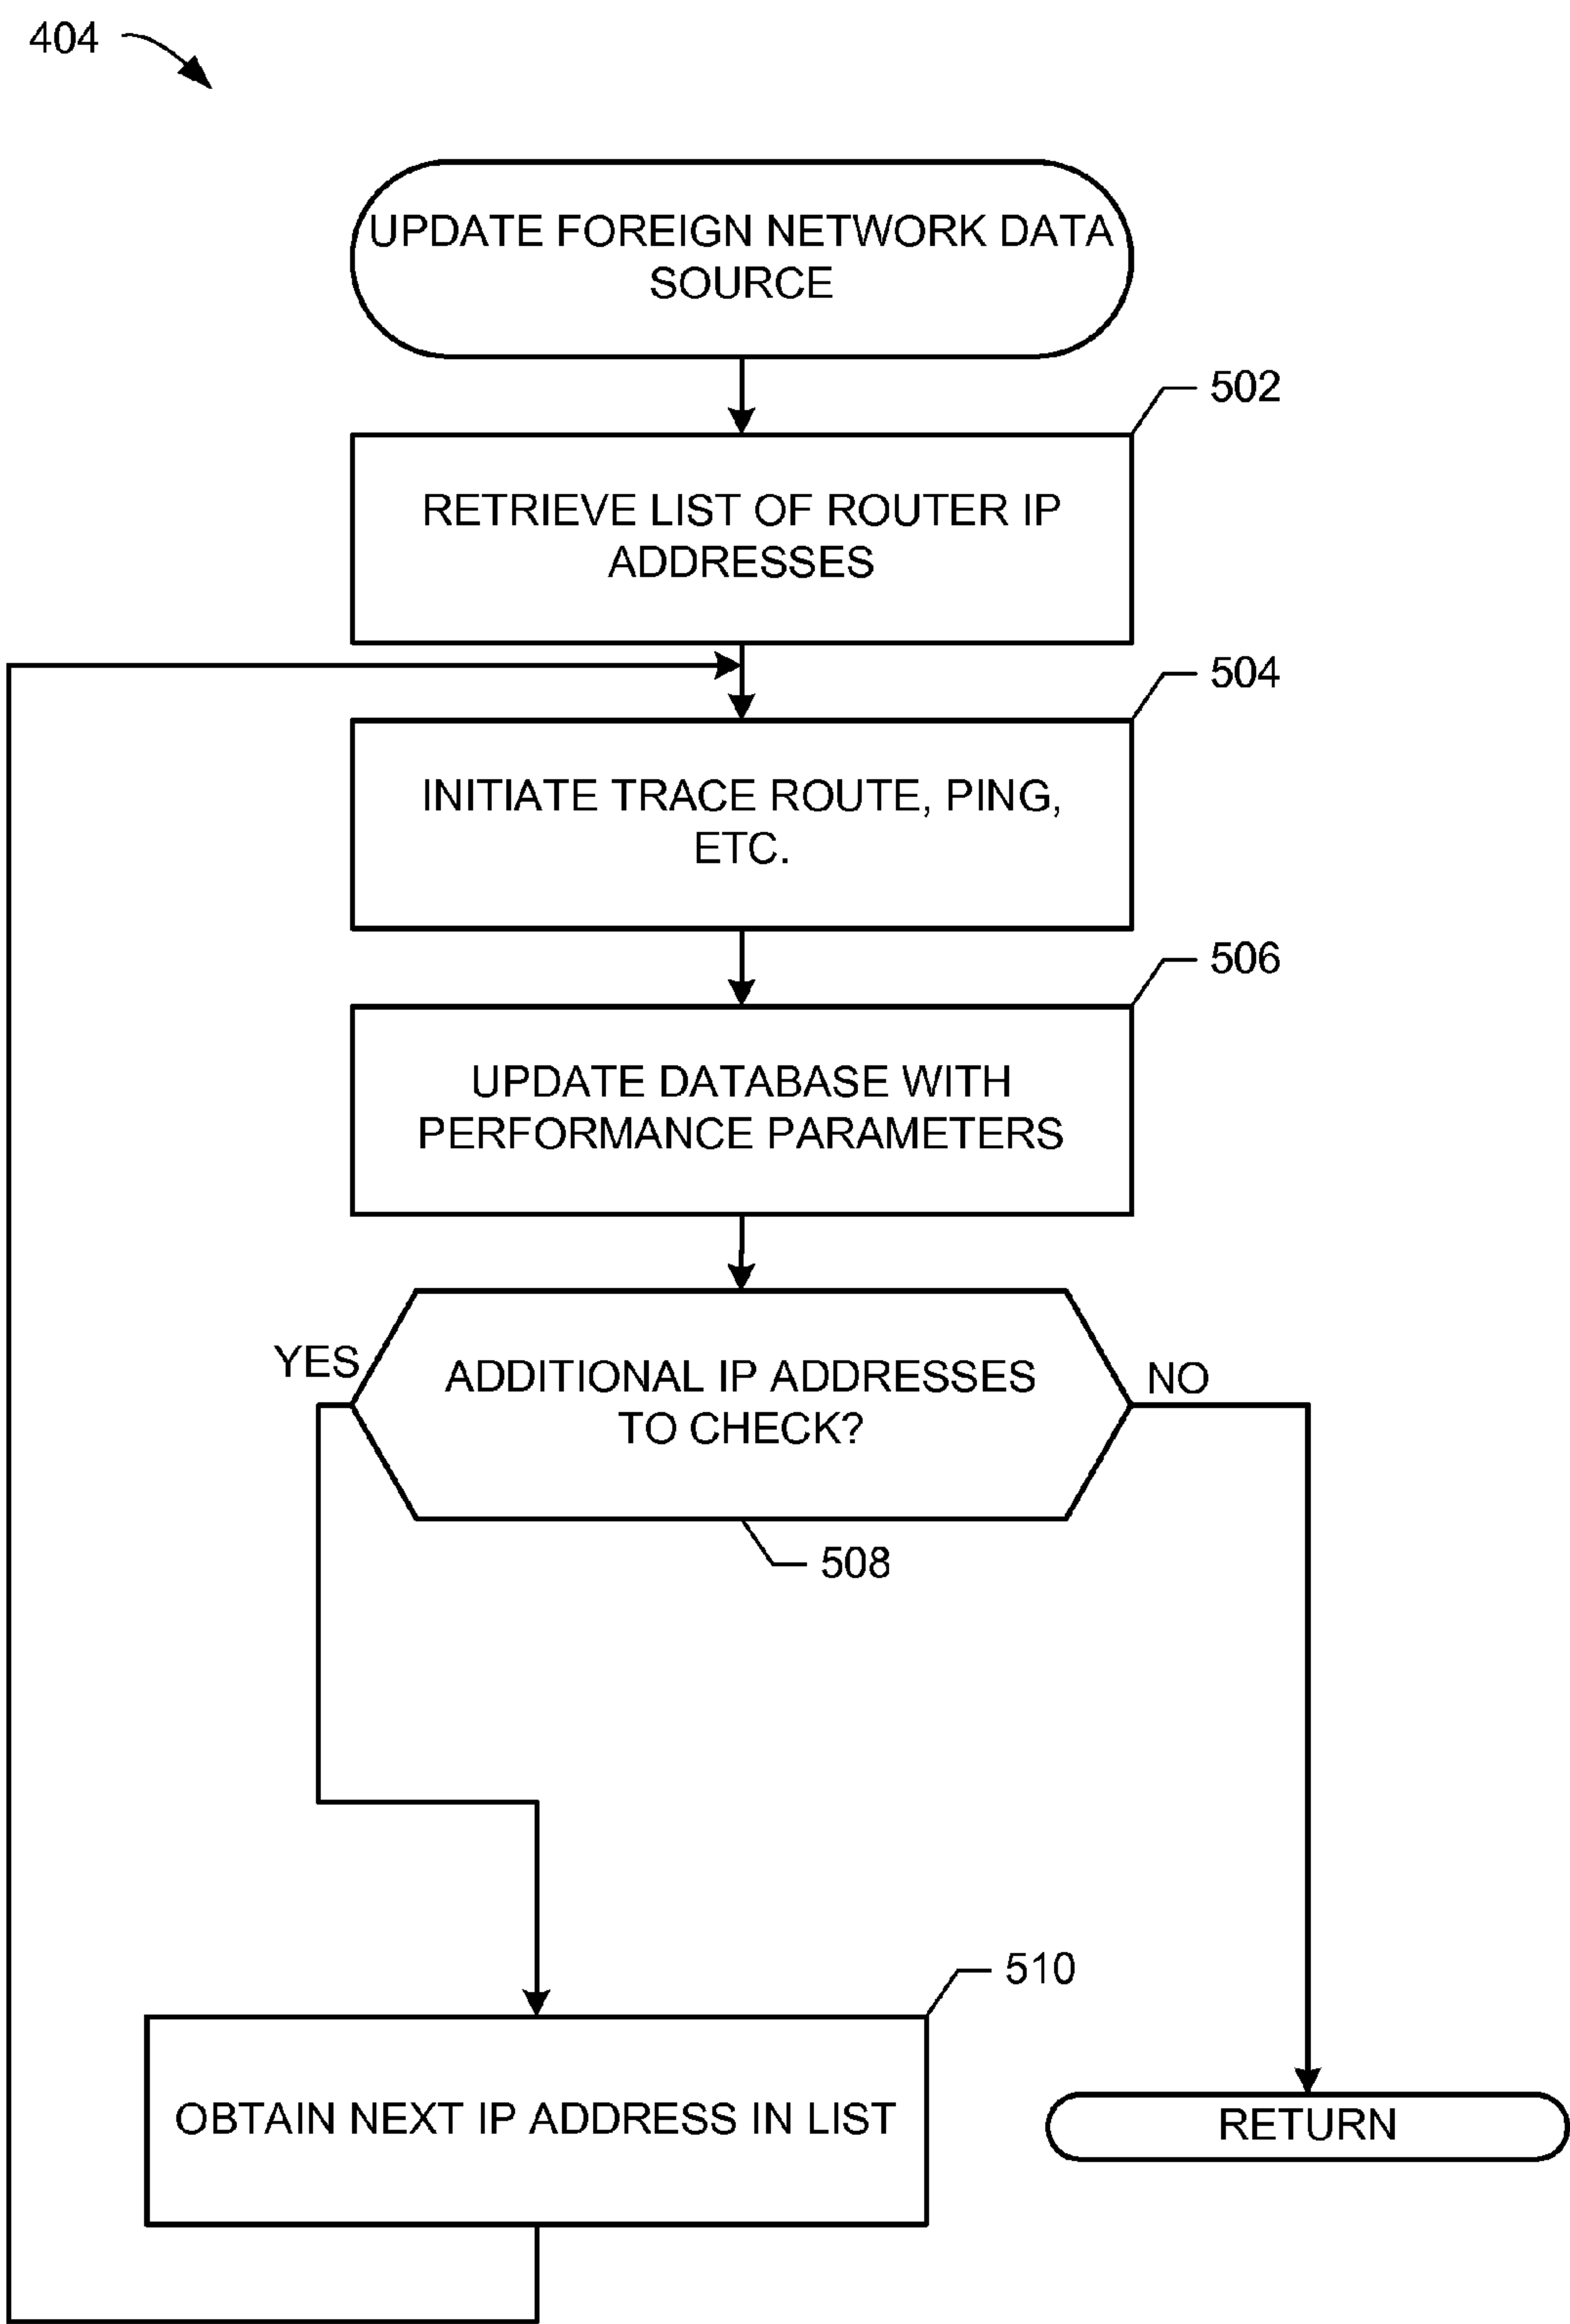 404
UPDATE FOREIGN NETWORK DATA
SOURCE
502
RETRIEVE LIST OF ROUTER IP
ADDRESSES
504
INITIATE TRACE ROUTE, PING,
ETC.
506
UPDATE DATABASE WITH
PERFORMANCE PARAMETERS
YES
ADDITIONAL IP ADDRESSES
TO CHECK?
NO
508
510
OBTAIN NEXT IP ADDRESS IN LIST
RETURN